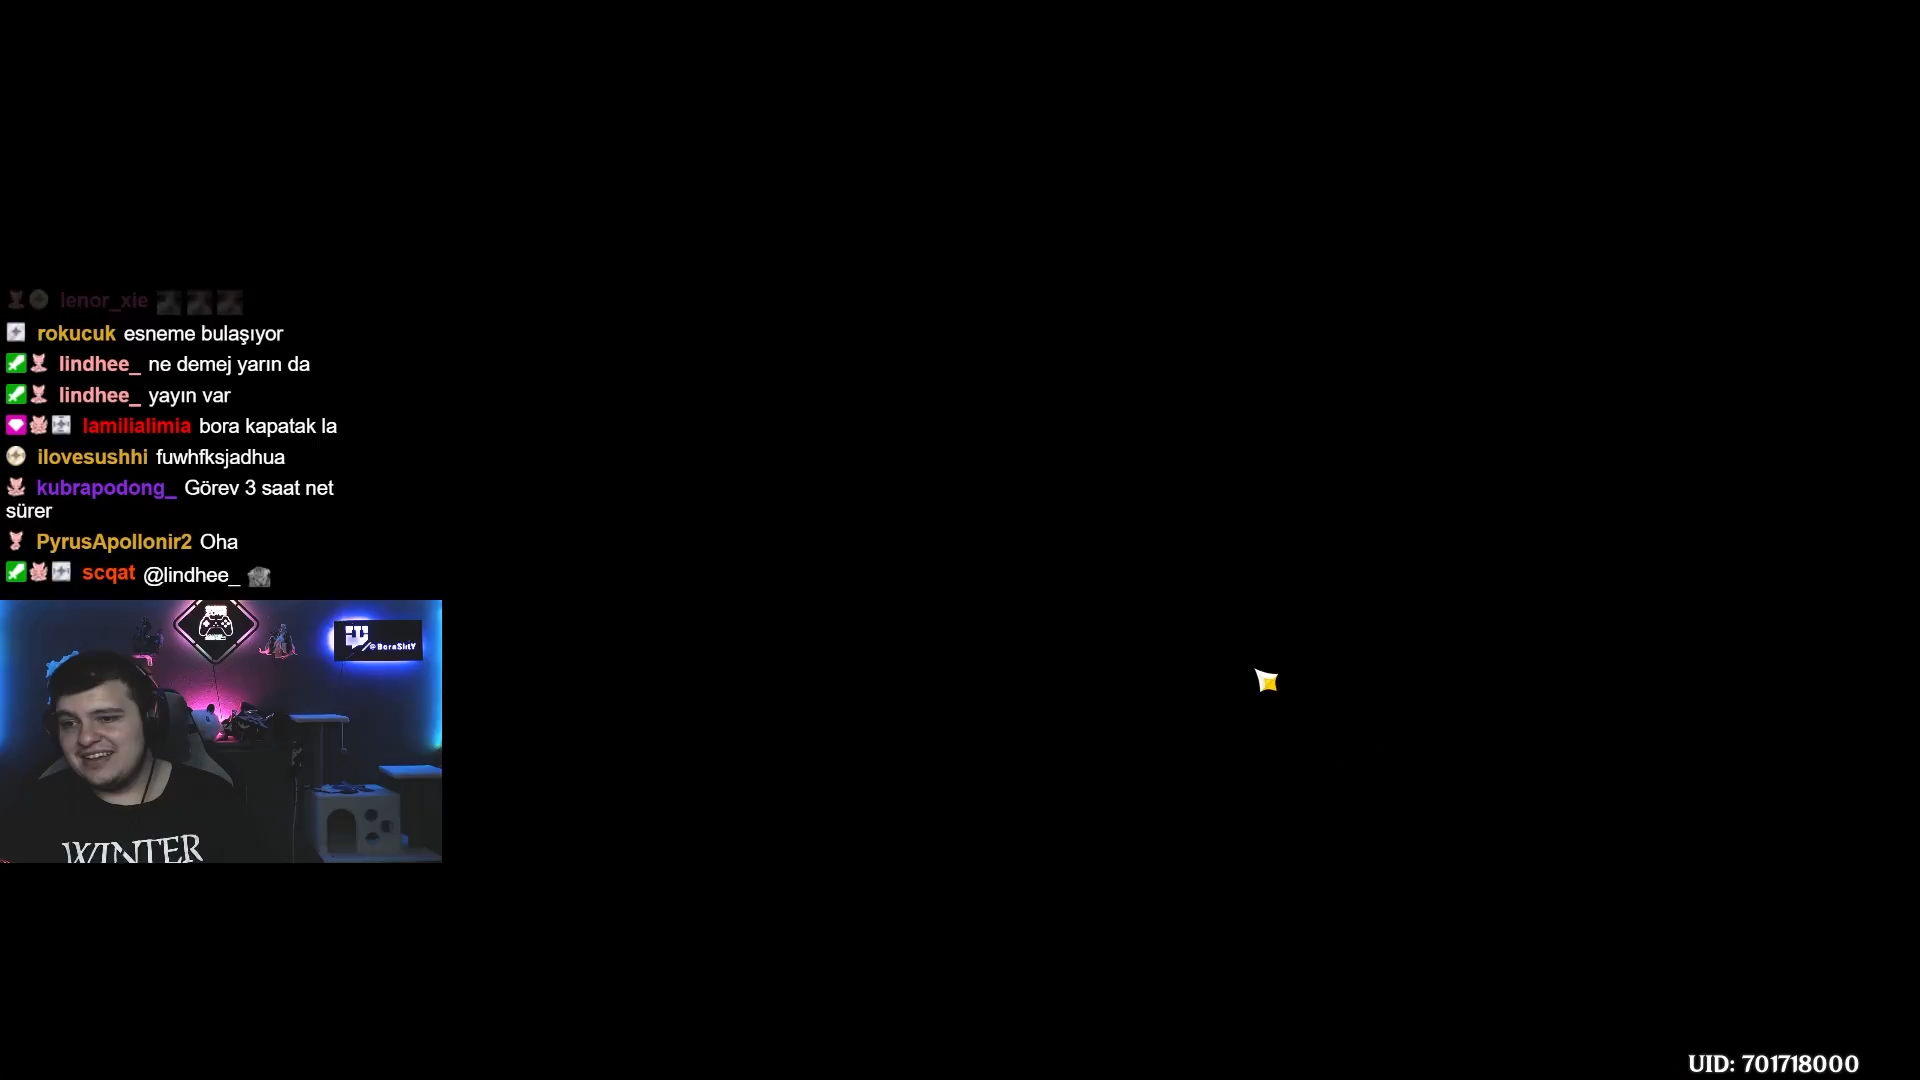 lenor_xie
rokucuk esneme bulaşıyor
lindhee_ ne demej yarın da
lindhee_ yayın var
lamilialimia bora kapatak la
ilovesushhi fuwhfksjadhua
kubrapodong_ Görev 3 saat net
sürer
PyrusApollonir2 Oha
scqat @lindhee_
@BoraSlitY
WINTER
UID: 701718000